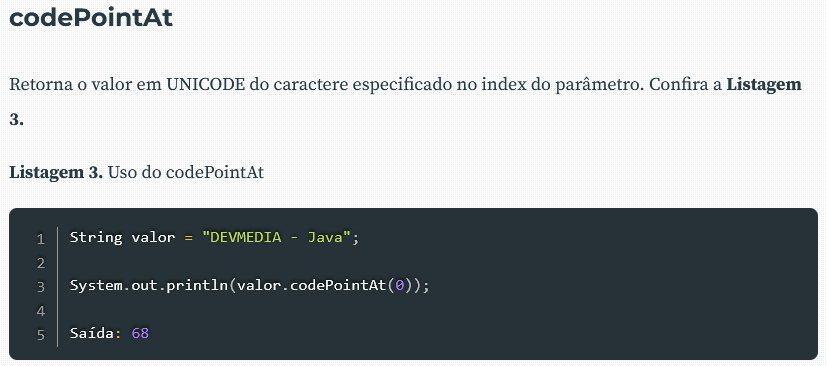 codePointAt
Retorna o valor em UNICODE do caractere especificado no index do parâmetro. Confira a Listagem
3.
Listagem 3. Uso do codePointAt
1 String valor = "DEVMEDIA - Java";
2
3 System.out.println(valor.codePointAt(0));
4
5 Saída: 68